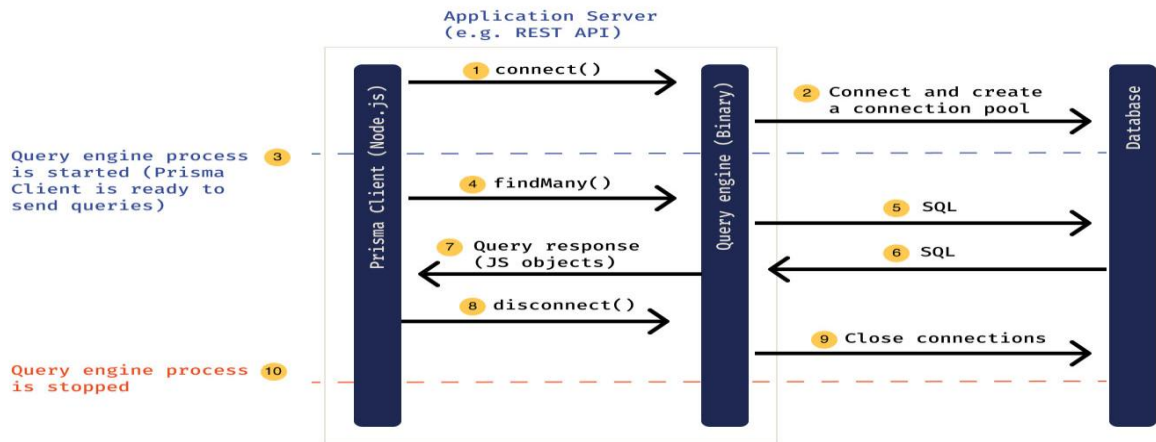 Application Server
(e.g. REST API)
Prisma Client (Node.js)
Query engine (Binary)
Database
1 connect()
2 Connect and create
a connection pool
Query engine process 3
is started (Prisma
Client is ready to
send queries)
4 findMany()
5 SQL
6 SQL
7 Query response
(JS objects)
8 disconnect()
9 Close connections
Query engine process 10
is stopped